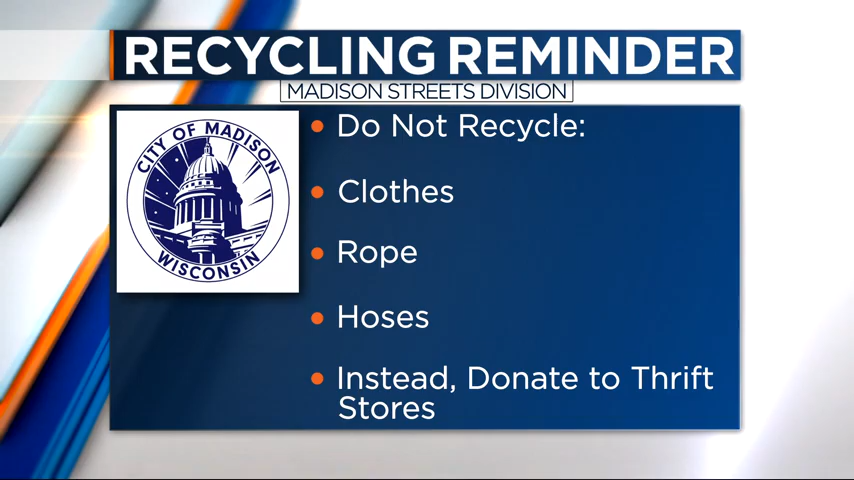 RECYCLING REMINDER
MADISON STREETS DIVISION
CITY OF MADISON
WISCONSIN
• Do Not Recycle:
• Clothes
• Rope
• Hoses
• Instead, Donate to Thrift
Stores